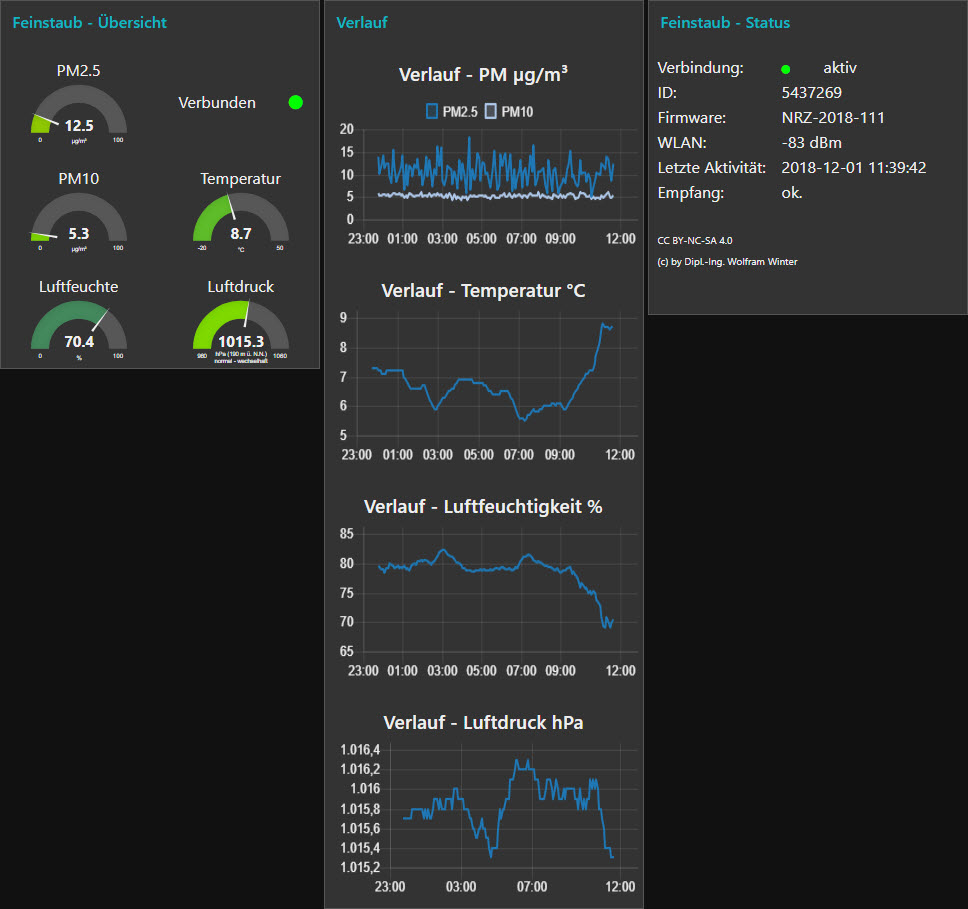 Feinstaub - Übersicht
PM2.5
12.5
µg/m³
0
100
Verbunden
PM10
5.3
µg/m³
0
100
Temperatur
8.7
°C
-20
50
Luftfeuchte
70.4
%
0
100
Luftdruck
1015.3
hPa (190 m ü. N.N.)
normal - wechselhaft
980
1060
Verlauf
Verlauf - PM µg/m³
PM2.5 PM10
20
15
10
5
0
23:00 01:00 03:00 05:00 07:00 09:00 12:00
Verlauf - Temperatur °C
9
8
7
6
5
23:00 01:00 03:00 05:00 07:00 09:00 12:00
Verlauf - Luftfeuchtigkeit %
85
80
75
70
65
23:00 01:00 03:00 05:00 07:00 09:00 12:00
Verlauf - Luftdruck hPa
1.016,4
1.016,2
1.016
1.015,8
1.015,6
1.015,4
1.015,2
23:00 03:00 07:00 12:00
Feinstaub - Status
Verbindung: aktiv
ID: 5437269
Firmware: NRZ-2018-111
WLAN: -83 dBm
Letzte Aktivität: 2018-12-01 11:39:42
Empfang: ok.
CC BY-NC-SA 4.0
(c) by Dipl.-Ing. Wolfram Winter